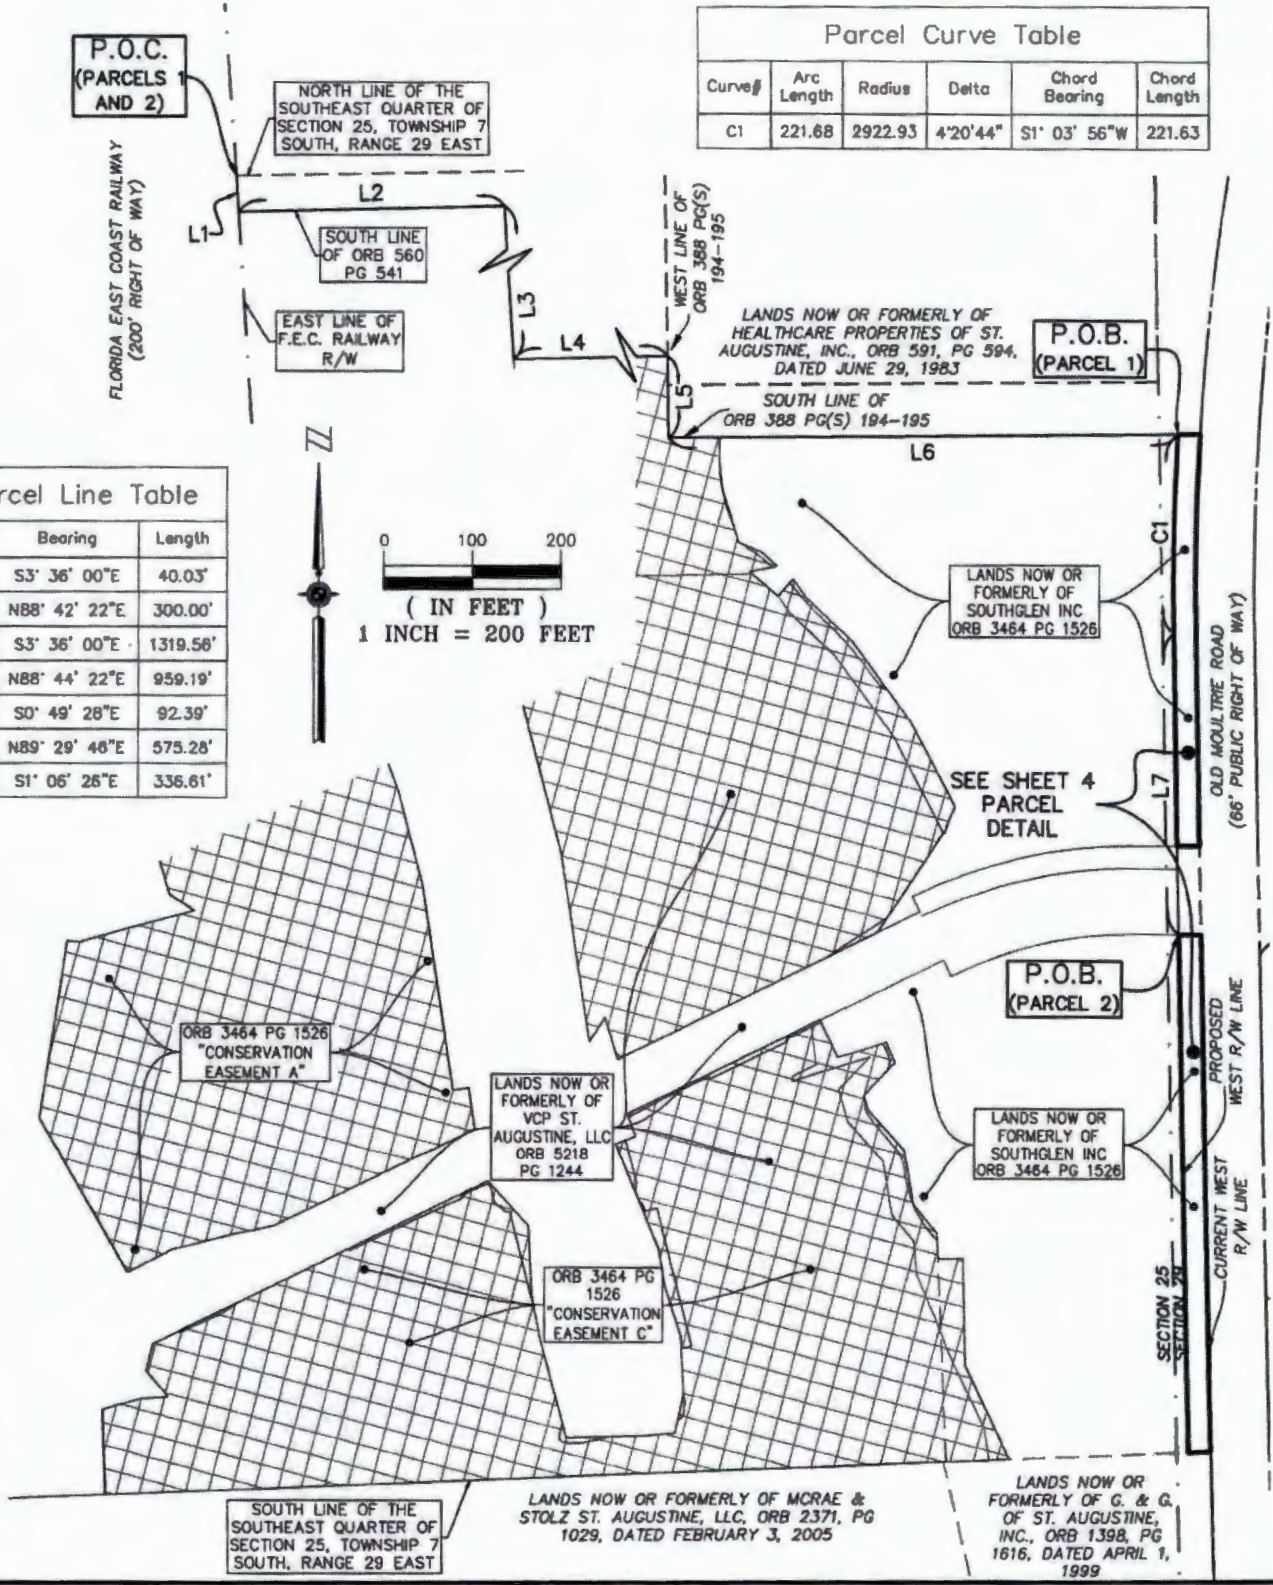 P.O.C.
(PARCELS 1
AND 2)
NORTH LINE OF THE
SOUTHEAST QUARTER OF
SECTION 25, TOWNSHIP 7
SOUTH, RANGE 29 EAST
Parcel Curve Table
Curve# Arc Length Radius Delta Chord Bearing Chord Length
C1 221.68 2922.93 4°20'44" S1° 03' 56"W 221.63
FLORIDA EAST COAST RAILWAY
(200' RIGHT OF WAY)
L1
L2
SOUTH LINE
OF ORB 560
PG 541
EAST LINE OF
F.E.C. RAILWAY
R/W
L3
L4
WEST LINE OF
ORB 388 PG(S)
194-195
LANDS NOW OR FORMERLY OF
HEALTHCARE PROPERTIES OF ST.
AUGUSTINE, INC., ORB 591, PG 594,
DATED JUNE 29, 1983
P.O.B.
(PARCEL 1)
L5
SOUTH LINE OF
ORB 388 PG(S) 194-195
L6
rcel Line Table
Bearing Length
S3° 36' 00"E 40.03'
N88° 42' 22"E 300.00'
S3° 36' 00"E 1319.56'
N88° 44' 22"E 959.19'
S0° 49' 28"E 92.39'
N89° 29' 46"E 575.28'
S1° 06' 26"E 336.61'
0 100 200
( IN FEET )
1 INCH = 200 FEET
C1
LANDS NOW OR
FORMERLY OF
SOUTHGLEN INC
ORB 3464 PG 1526
OLD MOULTRIE ROAD
(66' PUBLIC RIGHT OF WAY)
SEE SHEET 4
PARCEL
DETAIL
L7
P.O.B.
(PARCEL 2)
PROPOSED
WEST R/W LINE
ORB 3464 PG 1526
"CONSERVATION
EASEMENT A"
LANDS NOW OR
FORMERLY OF
VCP ST.
AUGUSTINE, LLC
ORB 5218
PG 1244
LANDS NOW OR
FORMERLY OF
SOUTHGLEN INC
ORB 3464 PG 1526
CURRENT WEST
R/W LINE
ORB 3464 PG
1526
"CONSERVATION
EASEMENT C"
SECTION 25
SECTION 29
SOUTH LINE OF THE
SOUTHEAST QUARTER OF
SECTION 25, TOWNSHIP 7
SOUTH, RANGE 29 EAST
LANDS NOW OR FORMERLY OF MCRAE &
STOLZ ST. AUGUSTINE, LLC, ORB 2371, PG
1029, DATED FEBRUARY 3, 2005
LANDS NOW OR
FORMERLY OF G. & G.
OF ST. AUGUSTINE,
INC., ORB 1398, PG
1616, DATED APRIL 1,
1999